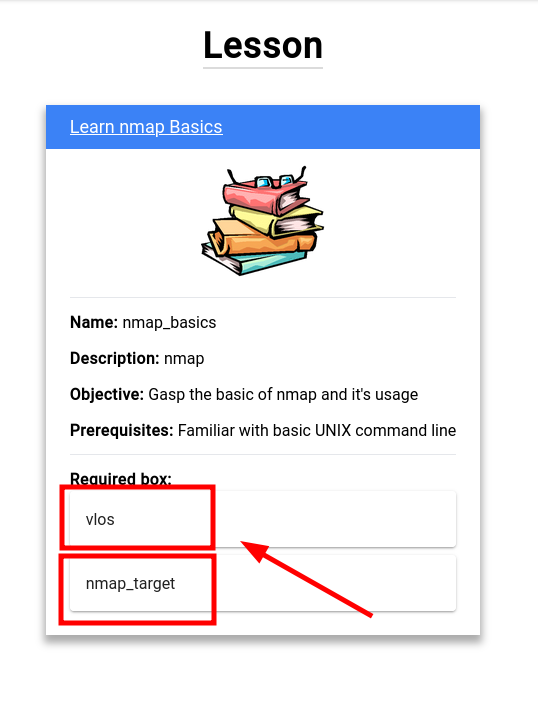 Lesson
Learn nmap Basics
Name: nmap_basics
Description: nmap
Objective: Gasp the basic of nmap and it's usage
Prerequisites: Familiar with basic UNIX command line
Required box:
vlos
nmap_target